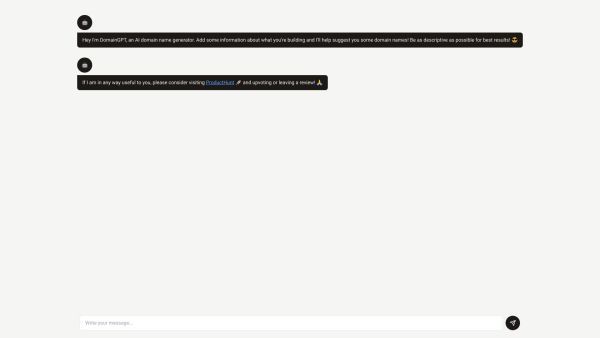 Hey I'm DomainGPT, an AI domain name generator. Add some information about what you're building and I'll help suggest you some domain names! Be as descriptive as possible for best results! 😎
If I am in any way useful to you, please consider visiting ProductHunt 🚀 and upvoting or leaving a review! 🙏
Write your message...